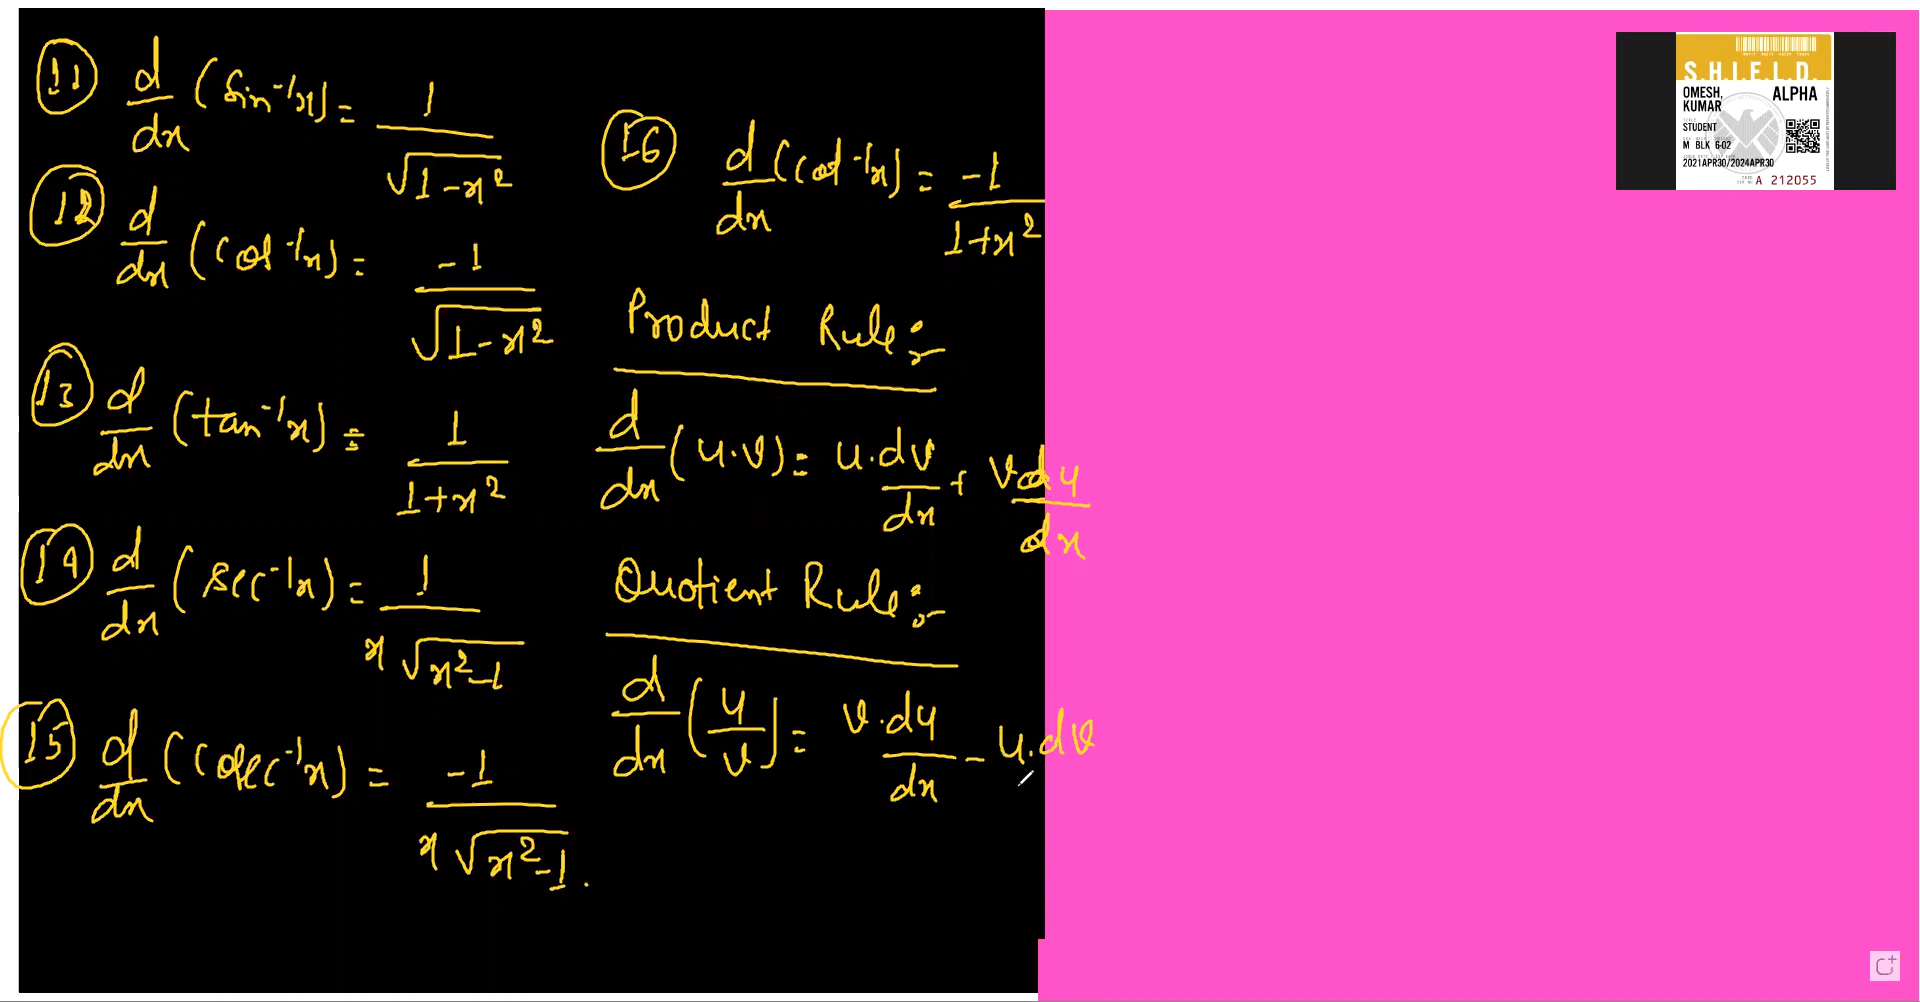 11 d/dx (sin⁻¹x) = 1/√(1-x²)
12 d/dx (cos⁻¹x) = -1/√(1-x²)
13 d/dx (tan⁻¹x) = 1/(1+x²)
14 d/dx (sec⁻¹x) = 1/(x√(x²-1))
15 d/dx (cosec⁻¹x) = -1/(x√(x²-1)).
16 d/dx (cot⁻¹x) = -1/(1+x²)
Product Rule:-
d/dx (u.v) = u.dv/dx + vdu/dx
Quotient Rule:-
d/dx (u/v) = v.du/dx - u.dv
S.H.I.E.L.D.
OMESH, ALPHA
KUMAR
TITLE
STUDENT
M BLK 6-02
2021APR30/2024APR30
A 212055